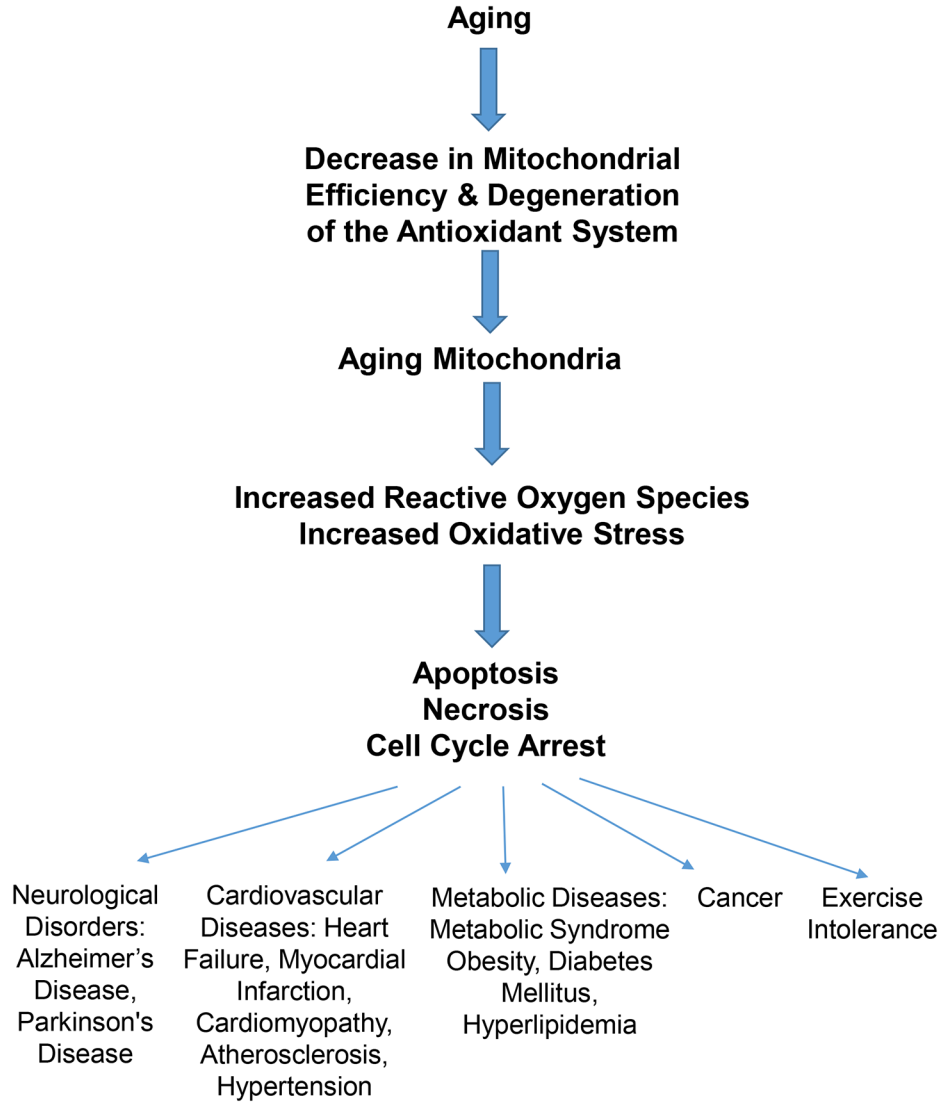 Aging
Decrease in Mitochondrial
Efficiency & Degeneration
of the Antioxidant System
Aging Mitochondria
Increased Reactive Oxygen Species
Increased Oxidative Stress
Apoptosis
Necrosis
Cell Cycle Arrest
Neurological
Disorders:
Alzheimer’s
Disease,
Parkinson's
Disease
Cardiovascular
Diseases: Heart
Failure, Myocardial
Infarction,
Cardiomyopathy,
Atherosclerosis,
Hypertension
Metabolic Diseases:
Metabolic Syndrome
Obesity, Diabetes
Mellitus,
Hyperlipidemia
Cancer
Exercise
Intolerance